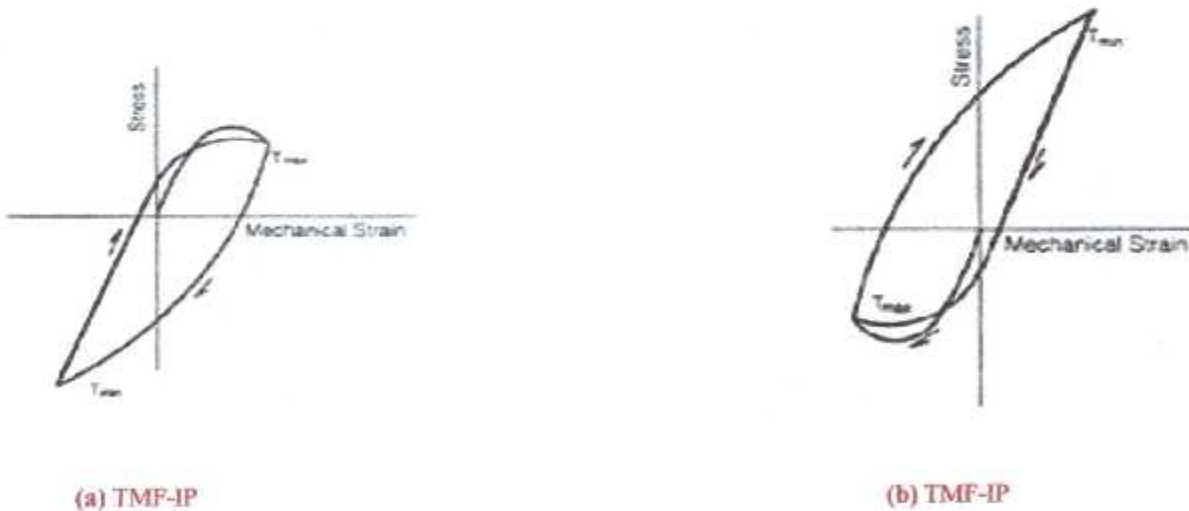 Stress
Tmax
Mechanical Strain
Tmin
(a) TMF-IP
Stress
Tmin
Mechanical Strain
Tmax
(b) TMF-IP